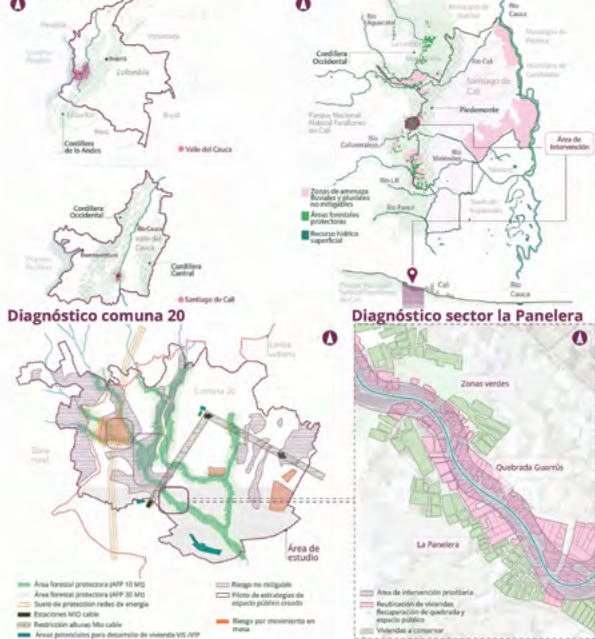 Panamá
Venezuela
Bogotá
Colombia
Ecuador
Perú
Brasil
Cordillera
de lo Andes
Valle del Cauca
Cordillera
Occidental
Río Cauca
Valle del
Cauca
Buenaventura
Cordillera
Central
Santiago de Cali
Río
Aguacatal
Río
Cauca
Cordillera
Occidental
Río Cali
Santiago de
Cali
Parque Nacional
Natural Farallones
de Cali
Piedemonte
Área de
Intervención
Río
Cañaveralejo
Río
Meléndez
Río Lili
Río Pance
Zonas de amenaza
fluviales y pluviales
no mitigables
Áreas forestales
protectoras
Recurso hídrico
superficial
Cali
Río
Cauca
Diagnóstico comuna 20
Comuna 20
Zona
rural
Área de
estudio
Área forestal protectora (AFP 10 Mt)
Área forestal protectora (AFP 30 Mt)
Suelo de protección redes de energía
Estaciones MIO cable
Restricción alturas Mio cable
Áreas potenciales para desarrollo de vivienda VIS /VIP
Riesgo no mitigable
Piloto de estrategias de
espacio público creado
Riesgo por movimiento en
masa
Diagnóstico sector la Panelera
Zonas verdes
Quebrada Guarrús
La Panelera
Área de intervención prioritaria
Reubicación de viviendas
Recuperación de quebrada y
espacio público
Viviendas a conservar